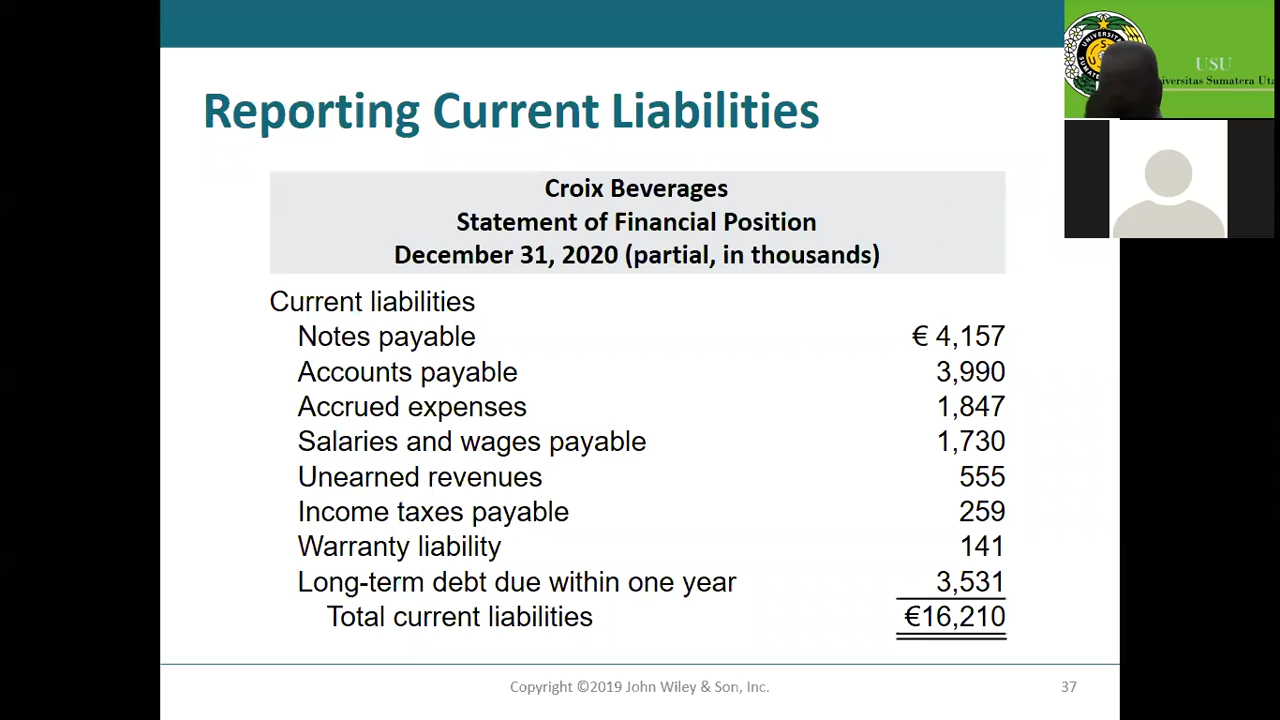 Reporting Current Liabilities
Croix Beverages
Statement of Financial Position
December 31, 2020 (partial, in thousands)
Current liabilities
Notes payable € 4,157
Accounts payable 3,990
Accrued expenses 1,847
Salaries and wages payable 1,730
Unearned revenues 555
Income taxes payable 259
Warranty liability 141
Long-term debt due within one year 3,531
Total current liabilities €16,210
Copyright ©2019 John Wiley & Son, Inc. 37
USU
Sumatera